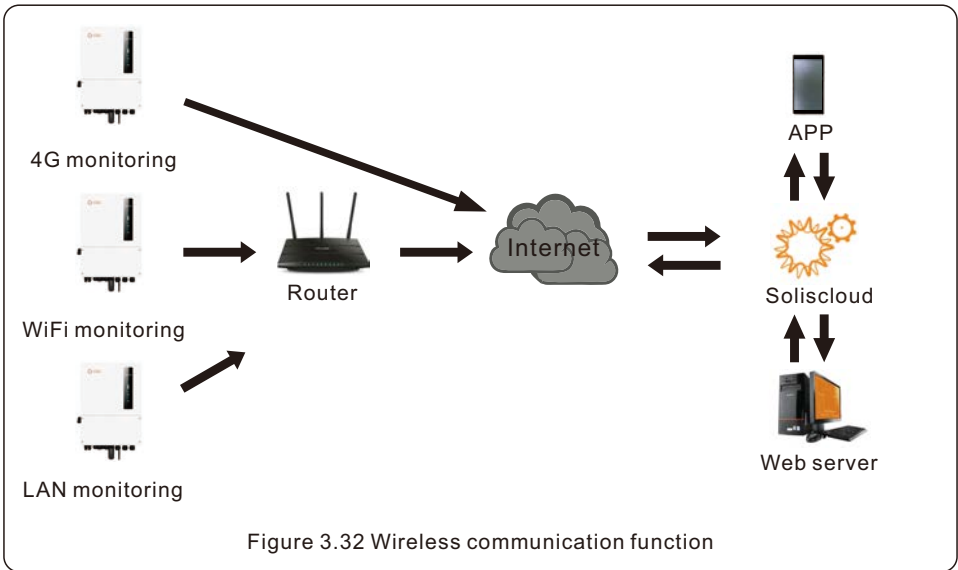 4G monitoring
APP
Internet
Router
Soliscloud
WiFi monitoring
Web server
LAN monitoring
Figure 3.32 Wireless communication function